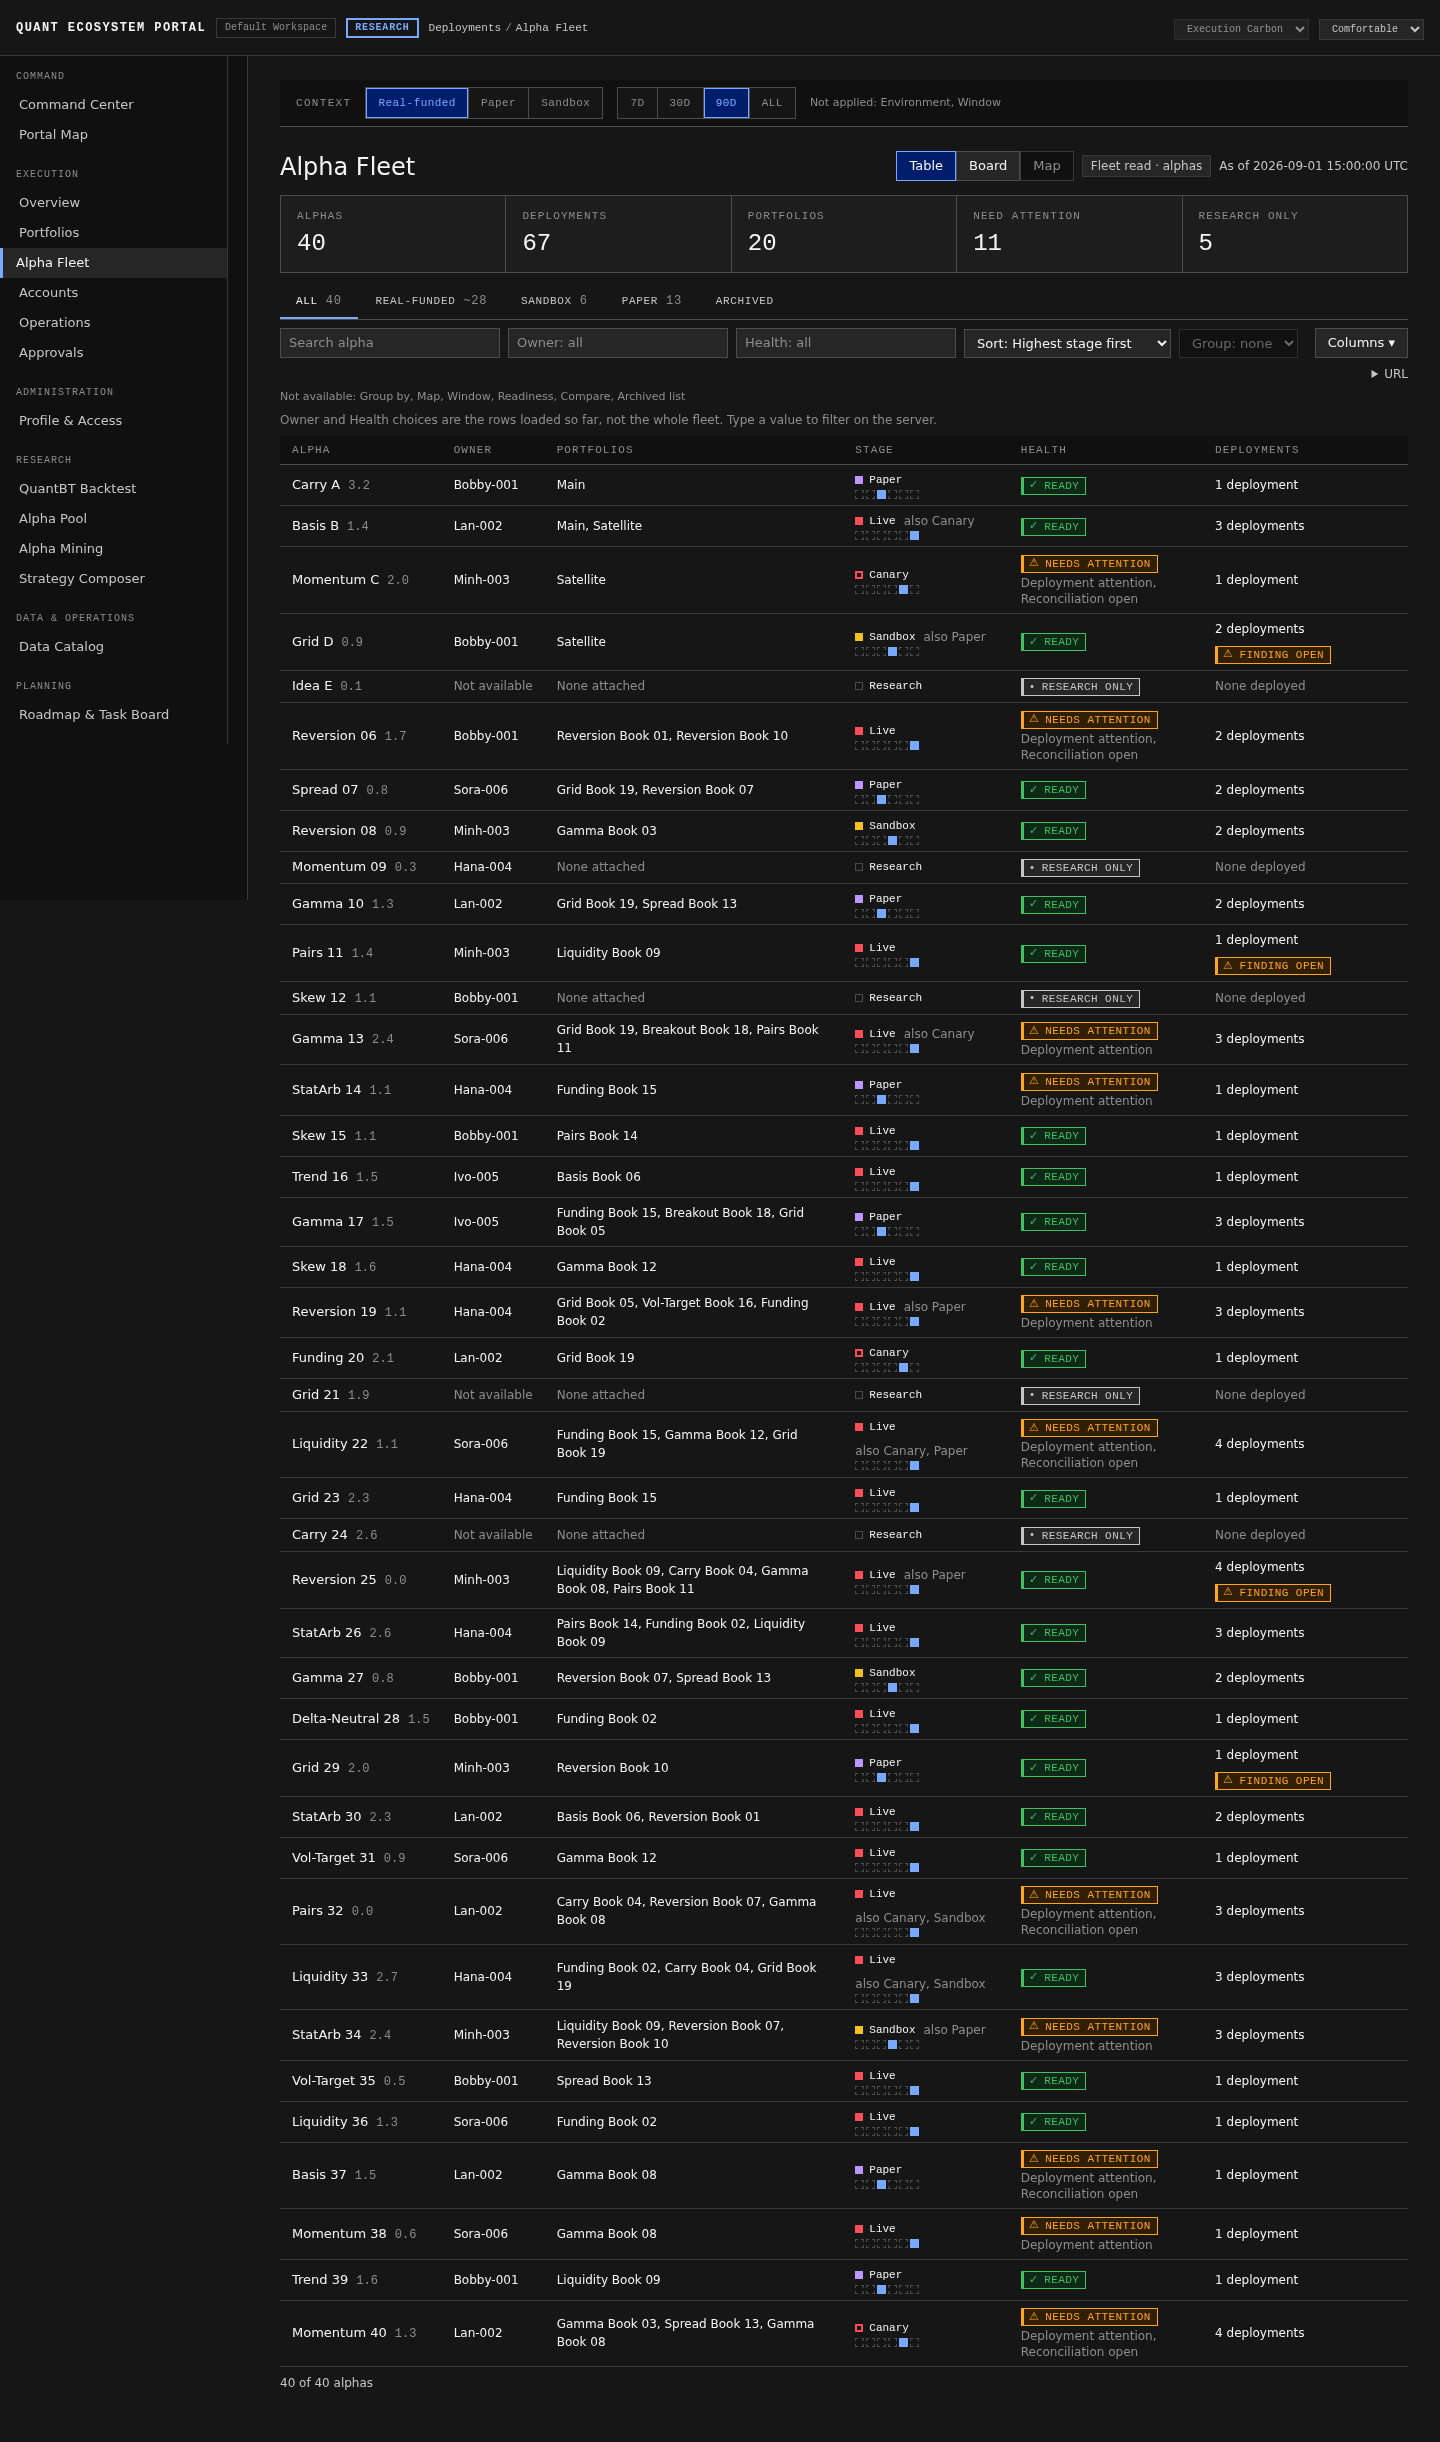 QUANT ECOSYSTEM PORTAL Default Workspace RESEARCH Deployments / Alpha Fleet Execution Carbon Comfortable
COMMAND
Command Center
Portal Map
EXECUTION
Overview
Portfolios
Alpha Fleet
Accounts
Operations
Approvals
ADMINISTRATION
Profile & Access
RESEARCH
QuantBT Backtest
Alpha Pool
Alpha Mining
Strategy Composer
DATA & OPERATIONS
Data Catalog
PLANNING
Roadmap & Task Board
CONTEXT Real-funded Paper Sandbox 7D 30D 90D ALL Not applied: Environment, Window
Alpha Fleet Table Board Map Fleet read · alphas As of 2026-09-01 15:00:00 UTC
ALPHAS DEPLOYMENTS PORTFOLIOS NEED ATTENTION RESEARCH ONLY
40 67 20 11 5
ALL 40 REAL-FUNDED ~28 SANDBOX 6 PAPER 13 ARCHIVED
Search alpha Owner: all Health: all Sort: Highest stage first Group: none Columns ▾
▶ URL
Not available: Group by, Map, Window, Readiness, Compare, Archived list
Owner and Health choices are the rows loaded so far, not the whole fleet. Type a value to filter on the server.
ALPHA OWNER PORTFOLIOS STAGE HEALTH DEPLOYMENTS
Carry A 3.2 Bobby-001 Main Paper ✓ READY 1 deployment
Basis B 1.4 Lan-002 Main, Satellite Live also Canary ✓ READY 3 deployments
Momentum C 2.0 Minh-003 Satellite Canary ⚠ NEEDS ATTENTION 1 deployment
Deployment attention,
Reconciliation open
Grid D 0.9 Bobby-001 Satellite Sandbox also Paper ✓ READY 2 deployments
⚠ FINDING OPEN
Idea E 0.1 Not available None attached Research • RESEARCH ONLY None deployed
Reversion 06 1.7 Bobby-001 Reversion Book 01, Reversion Book 10 Live ⚠ NEEDS ATTENTION 2 deployments
Deployment attention,
Reconciliation open
Spread 07 0.8 Sora-006 Grid Book 19, Reversion Book 07 Paper ✓ READY 2 deployments
Reversion 08 0.9 Minh-003 Gamma Book 03 Sandbox ✓ READY 2 deployments
Momentum 09 0.3 Hana-004 None attached Research • RESEARCH ONLY None deployed
Gamma 10 1.3 Lan-002 Grid Book 19, Spread Book 13 Paper ✓ READY 2 deployments
Pairs 11 1.4 Minh-003 Liquidity Book 09 Live ✓ READY 1 deployment
⚠ FINDING OPEN
Skew 12 1.1 Bobby-001 None attached Research • RESEARCH ONLY None deployed
Gamma 13 2.4 Sora-006 Grid Book 19, Breakout Book 18, Pairs Book Live also Canary ⚠ NEEDS ATTENTION 3 deployments
11 Deployment attention
StatArb 14 1.1 Hana-004 Funding Book 15 Paper ⚠ NEEDS ATTENTION 1 deployment
Deployment attention
Skew 15 1.1 Bobby-001 Pairs Book 14 Live ✓ READY 1 deployment
Trend 16 1.5 Ivo-005 Basis Book 06 Live ✓ READY 1 deployment
Gamma 17 1.5 Ivo-005 Funding Book 15, Breakout Book 18, Grid Paper ✓ READY 3 deployments
Book 05
Skew 18 1.6 Hana-004 Gamma Book 12 Live ✓ READY 1 deployment
Reversion 19 1.1 Hana-004 Grid Book 05, Vol-Target Book 16, Funding Live also Paper ⚠ NEEDS ATTENTION 3 deployments
Book 02 Deployment attention
Funding 20 2.1 Lan-002 Grid Book 19 Canary ✓ READY 1 deployment
Grid 21 1.9 Not available None attached Research • RESEARCH ONLY None deployed
Liquidity 22 1.1 Sora-006 Funding Book 15, Gamma Book 12, Grid Live ⚠ NEEDS ATTENTION 4 deployments
Book 19 also Canary, Paper Deployment attention,
Reconciliation open
Grid 23 2.3 Hana-004 Funding Book 15 Live ✓ READY 1 deployment
Carry 24 2.6 Not available None attached Research • RESEARCH ONLY None deployed
Reversion 25 0.0 Minh-003 Liquidity Book 09, Carry Book 04, Gamma Live also Paper ✓ READY 4 deployments
Book 08, Pairs Book 11 ⚠ FINDING OPEN
StatArb 26 2.6 Hana-004 Pairs Book 14, Funding Book 02, Liquidity Live ✓ READY 3 deployments
Book 09
Gamma 27 0.8 Bobby-001 Reversion Book 07, Spread Book 13 Sandbox ✓ READY 2 deployments
Delta-Neutral 28 1.5 Bobby-001 Funding Book 02 Live ✓ READY 1 deployment
Grid 29 2.0 Minh-003 Reversion Book 10 Paper ✓ READY 1 deployment
⚠ FINDING OPEN
StatArb 30 2.3 Lan-002 Basis Book 06, Reversion Book 01 Live ✓ READY 2 deployments
Vol-Target 31 0.9 Sora-006 Gamma Book 12 Live ✓ READY 1 deployment
Pairs 32 0.0 Lan-002 Carry Book 04, Reversion Book 07, Gamma Live ⚠ NEEDS ATTENTION 3 deployments
Book 08 also Canary, Sandbox Deployment attention,
Reconciliation open
Liquidity 33 2.7 Hana-004 Funding Book 02, Carry Book 04, Grid Book Live ✓ READY 3 deployments
19 also Canary, Sandbox
StatArb 34 2.4 Minh-003 Liquidity Book 09, Reversion Book 07, Sandbox also Paper ⚠ NEEDS ATTENTION 3 deployments
Reversion Book 10 Deployment attention
Vol-Target 35 0.5 Bobby-001 Spread Book 13 Live ✓ READY 1 deployment
Liquidity 36 1.3 Sora-006 Funding Book 02 Live ✓ READY 1 deployment
Basis 37 1.5 Lan-002 Gamma Book 08 Paper ⚠ NEEDS ATTENTION 1 deployment
Deployment attention,
Reconciliation open
Momentum 38 0.6 Sora-006 Gamma Book 08 Live ⚠ NEEDS ATTENTION 1 deployment
Deployment attention
Trend 39 1.6 Bobby-001 Liquidity Book 09 Paper ✓ READY 1 deployment
Momentum 40 1.3 Lan-002 Gamma Book 03, Spread Book 13, Gamma Canary ⚠ NEEDS ATTENTION 4 deployments
Book 08 Deployment attention,
Reconciliation open
40 of 40 alphas